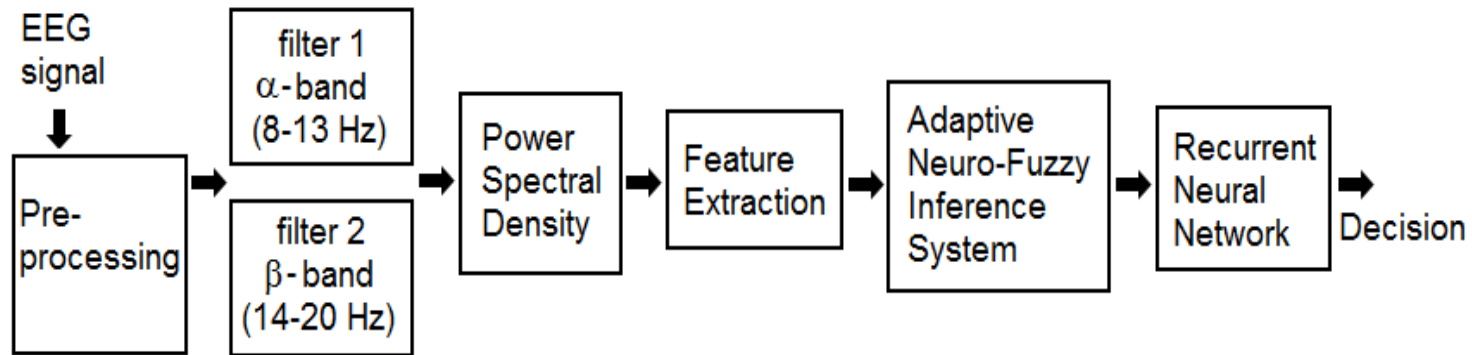 EEG
signal
Pre-
processing
filter 1
α-band
(8-13 Hz)
filter 2
β-band
(14-20 Hz)
Power
Spectral
Density
Feature
Extraction
Adaptive
Neuro-Fuzzy
Inference
System
Recurrent
Neural
Network
Decision